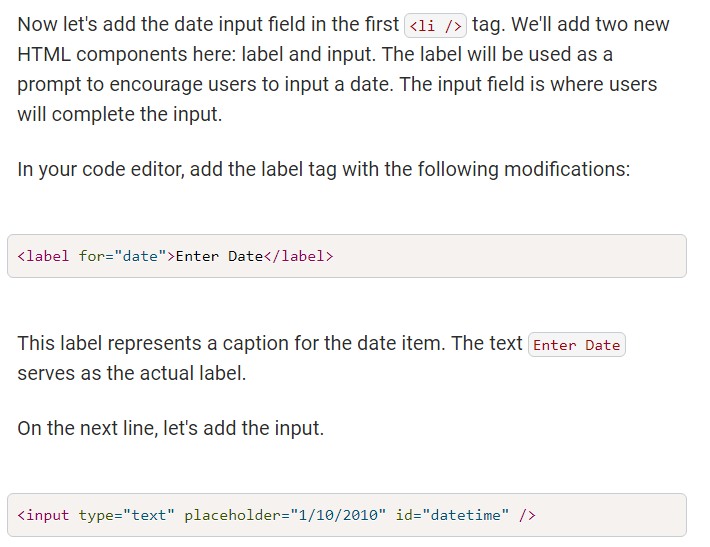 Now let's add the date input field in the first <li /> tag. We'll add two new
HTML components here: label and input. The label will be used as a
prompt to encourage users to input a date. The input field is where users
will complete the input.
In your code editor, add the label tag with the following modifications:
<label for="date">Enter Date</label>
This label represents a caption for the date item. The text Enter Date
serves as the actual label.
On the next line, let's add the input.
<input type="text" placeholder="1/10/2010" id="datetime" />